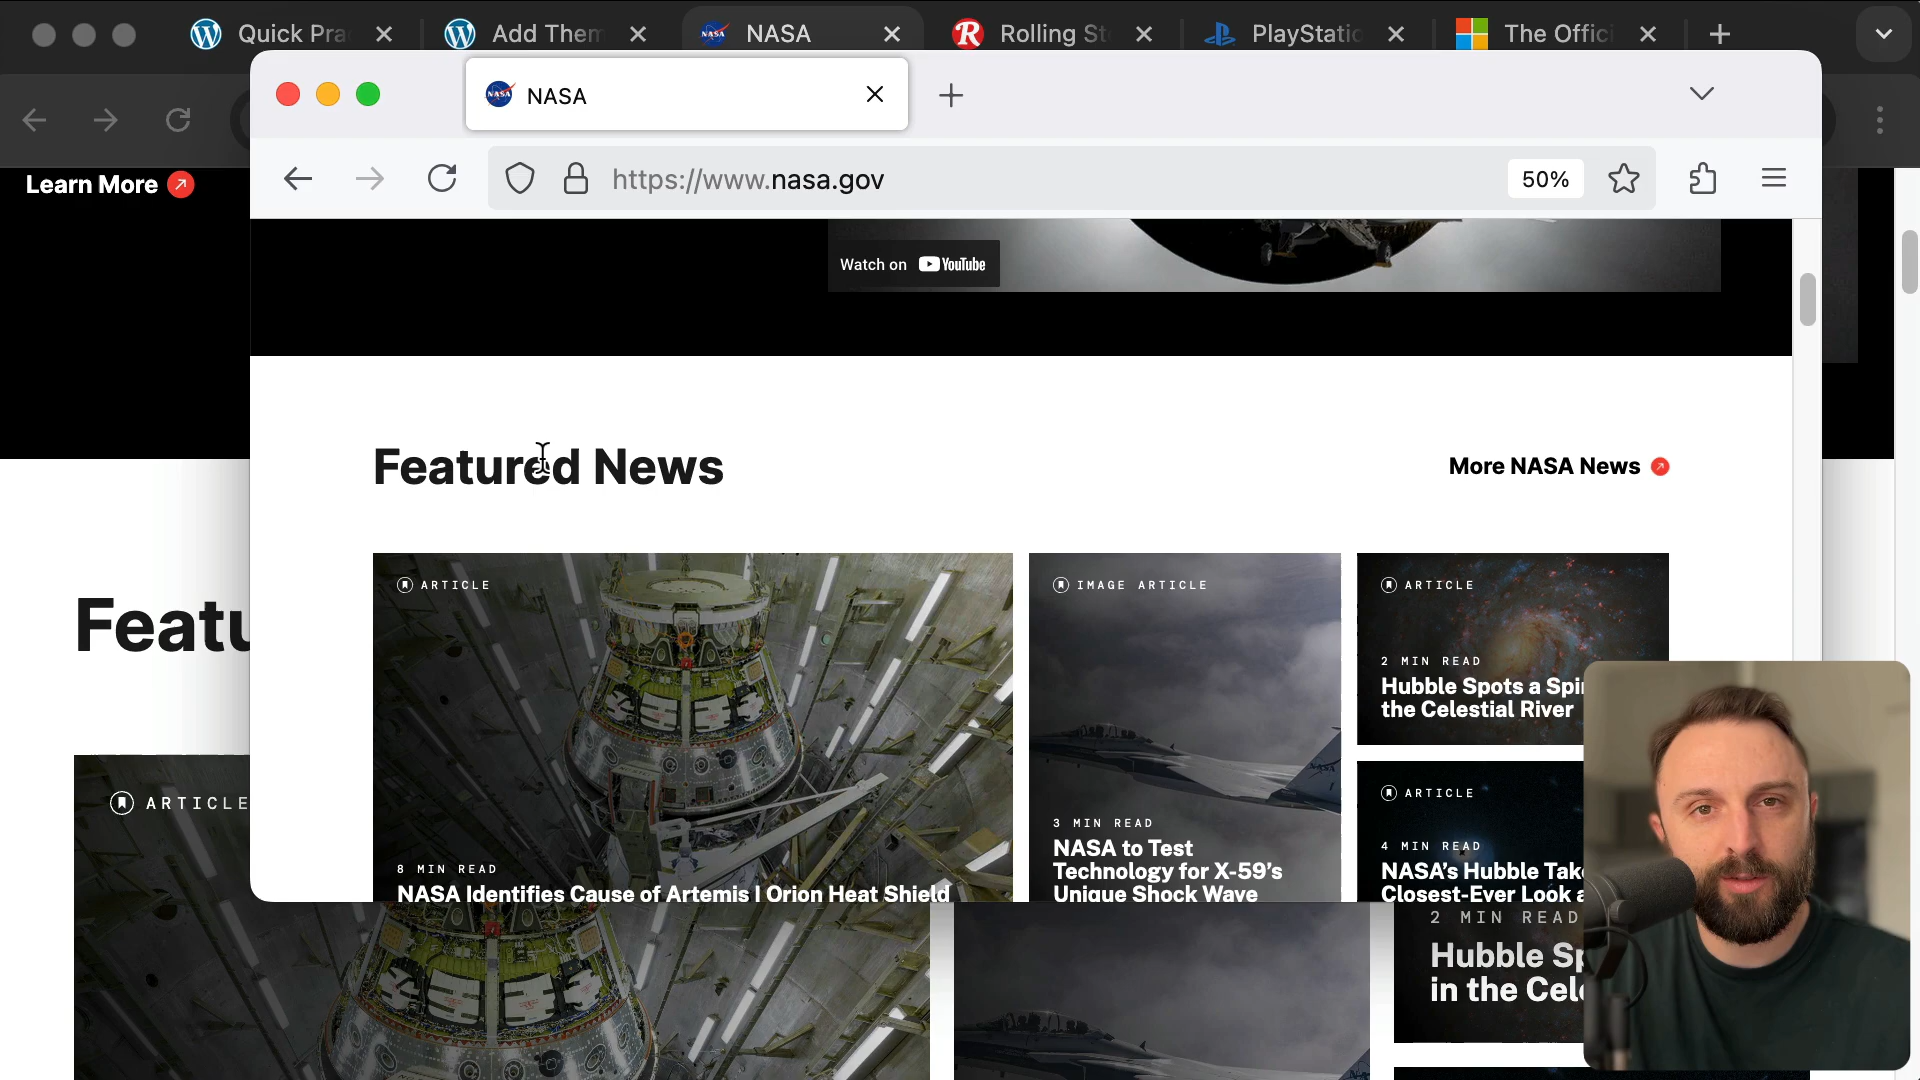 Quick Pra
Add Them
NASA
Rolling St
PlayStatio
The Offici
NASA
https://www.nasa.gov
50%
Learn More
Watch on YouTube
Featured News
More NASA News
Featu
ARTICLE
8 MIN READ
NASA Identifies Cause of Artemis I Orion Heat Shield
IMAGE ARTICLE
3 MIN READ
NASA to Test
Technology for X-59's
Unique Shock Wave
ARTICLE
2 MIN READ
Hubble Spots a Spi
the Celestial River
ARTICLE
4 MIN READ
NASA's Hubble Take
Closest-Ever Look a
ARTICLE
2 MIN READ
Hubble Sp
in the Cele